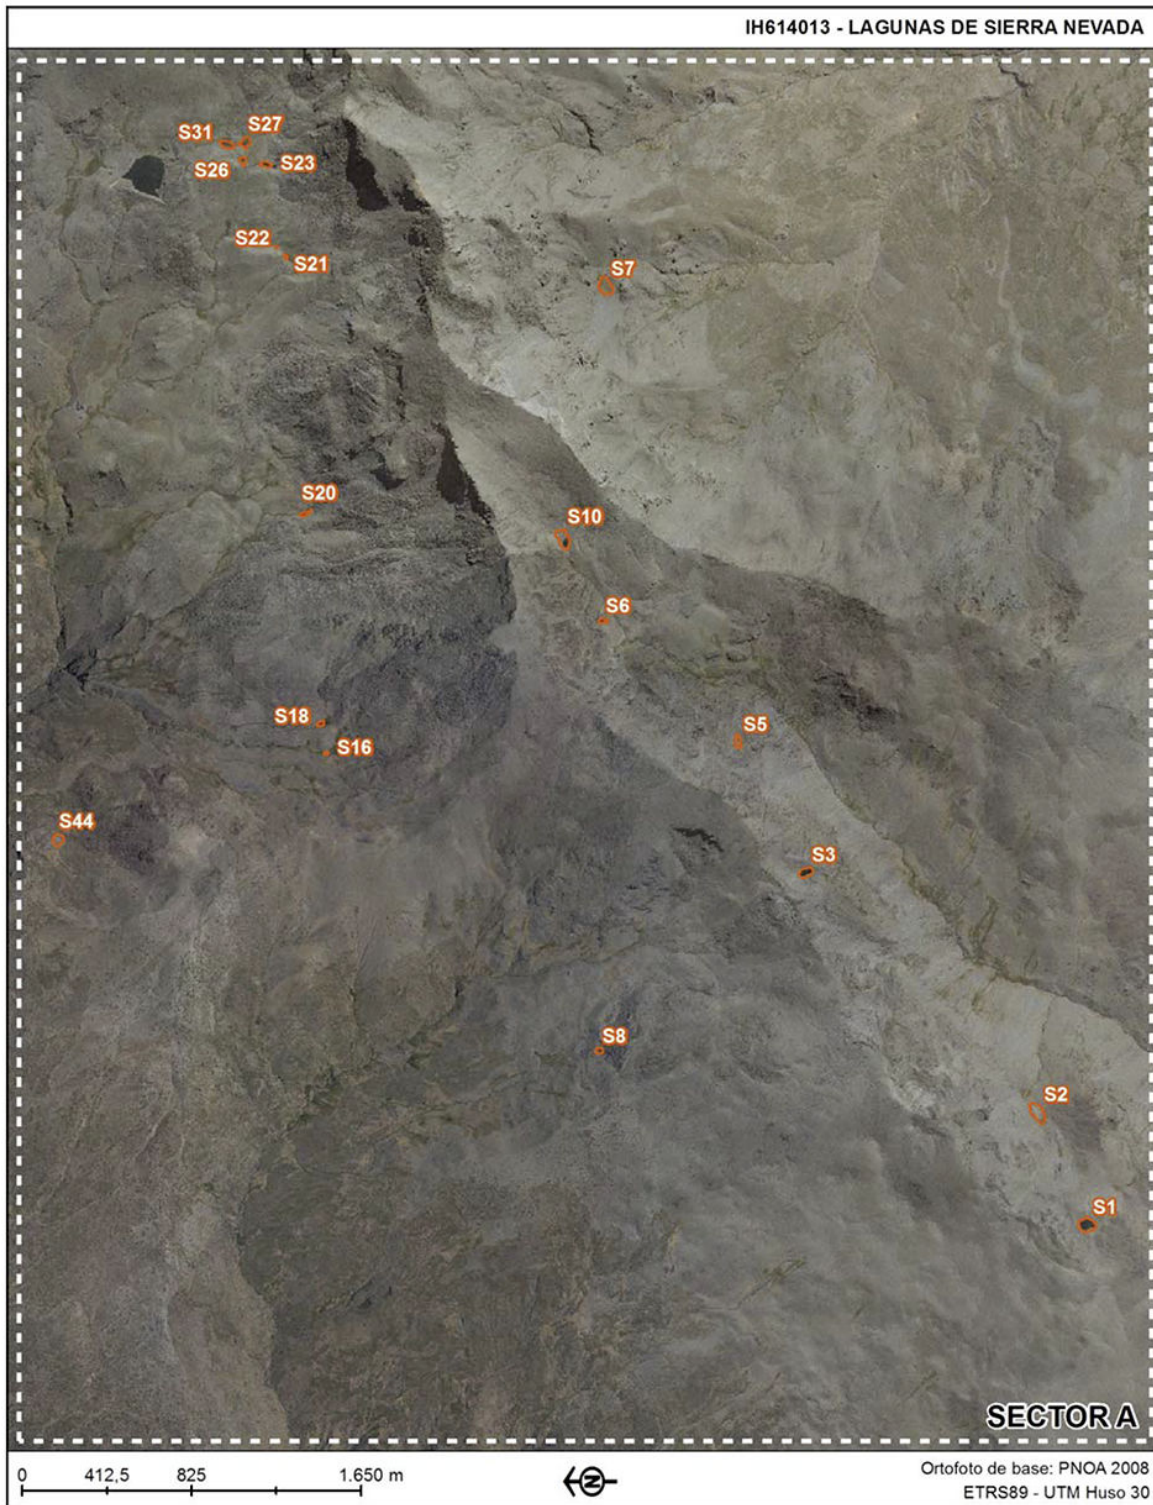 IH614013 - LAGUNAS DE SIERRA NEVADA
S31
S27
S26
S23
S22
S21
S7
S20
S10
S6
S18
S16
S5
S44
S3
S8
S2
S1
SECTOR A
0 412,5 825 1.650 m
N
Ortofoto de base: PNOA 2008
ETRS89 - UTM Huso 30